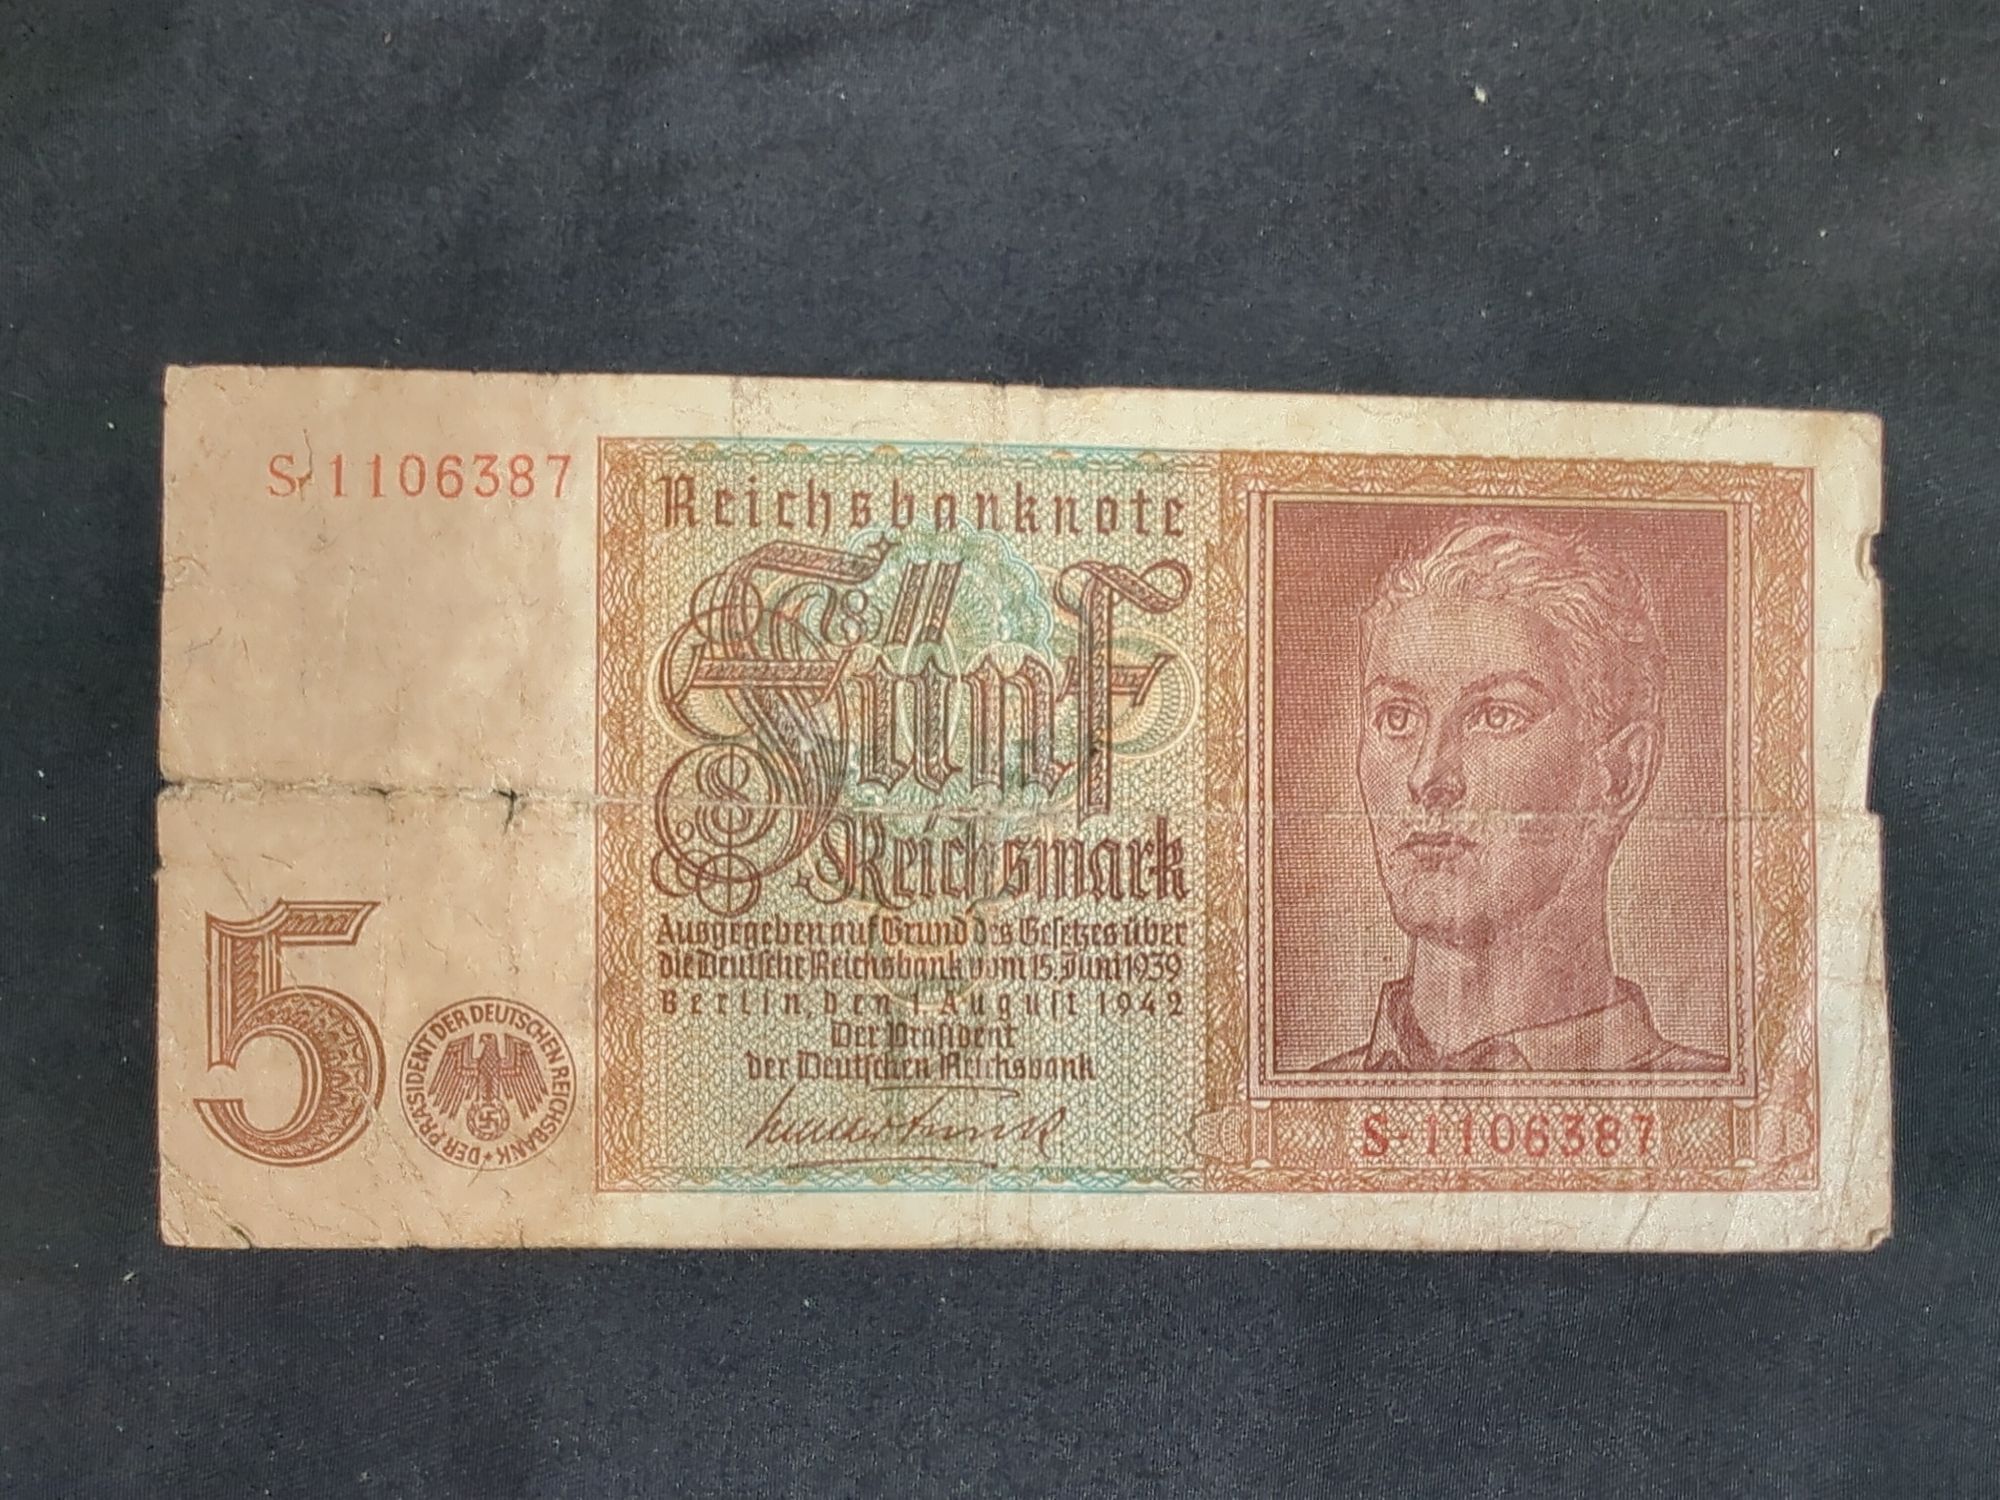 S·1106387
Reichsbanknote
Fünf
Reichsmark
Ausgegeben auf Grund des Gesetzes über
die Deutsche Reichsbank vom 15. Juni 1939
Berlin, den 1. August 1942
Der Präsident
der Deutschen Reichsbank
5
DER PRÄSIDENT DER DEUTSCHEN REICHSBANK *
S·1106387